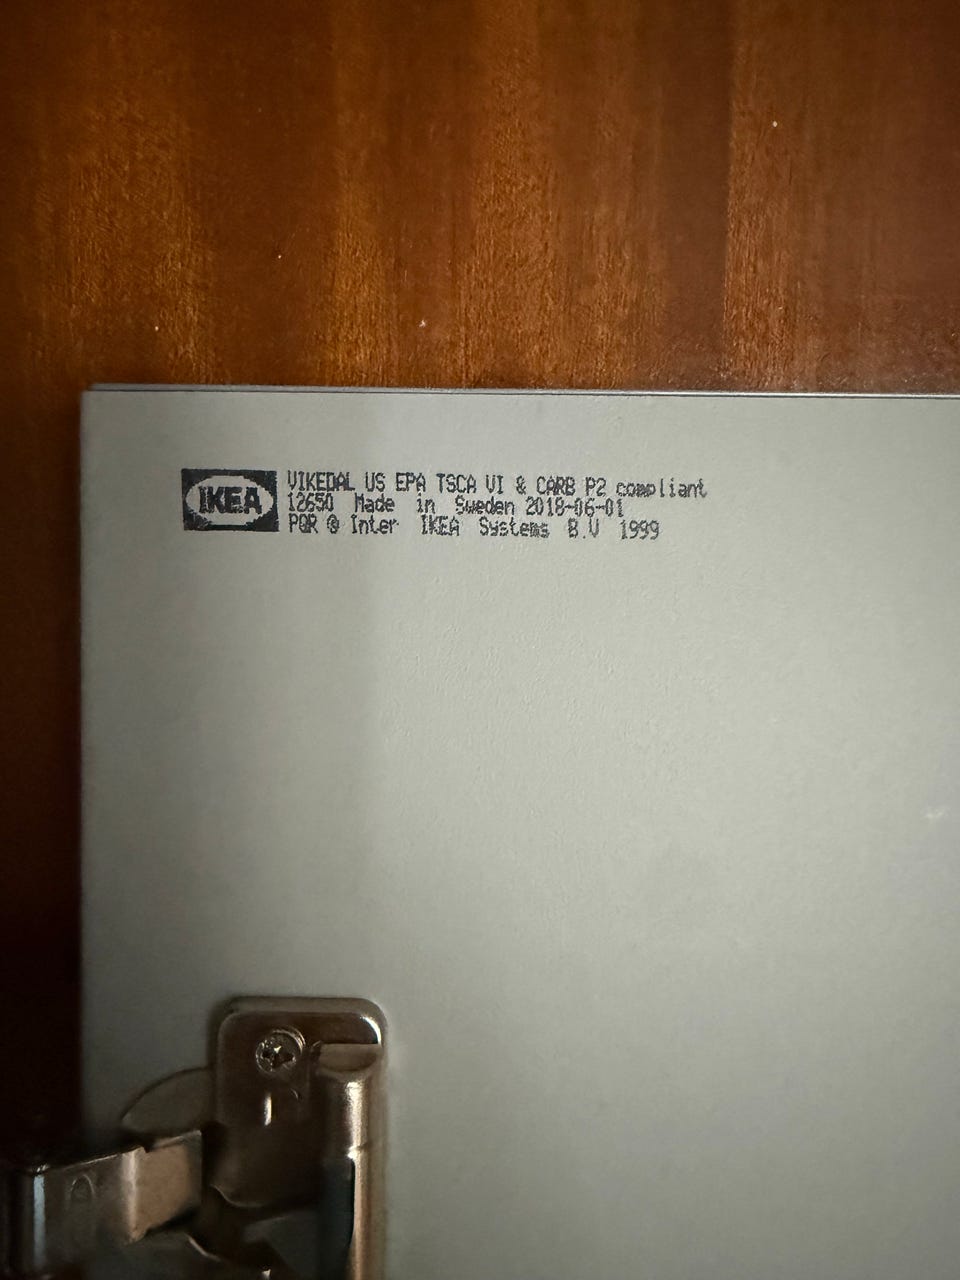 IKEA
VIKEDAL US EPA TSCA VI & CARB P2 compliant
12650 Made in Sweden 2018-06-01
PQR © Inter IKEA Systems B.V 1999